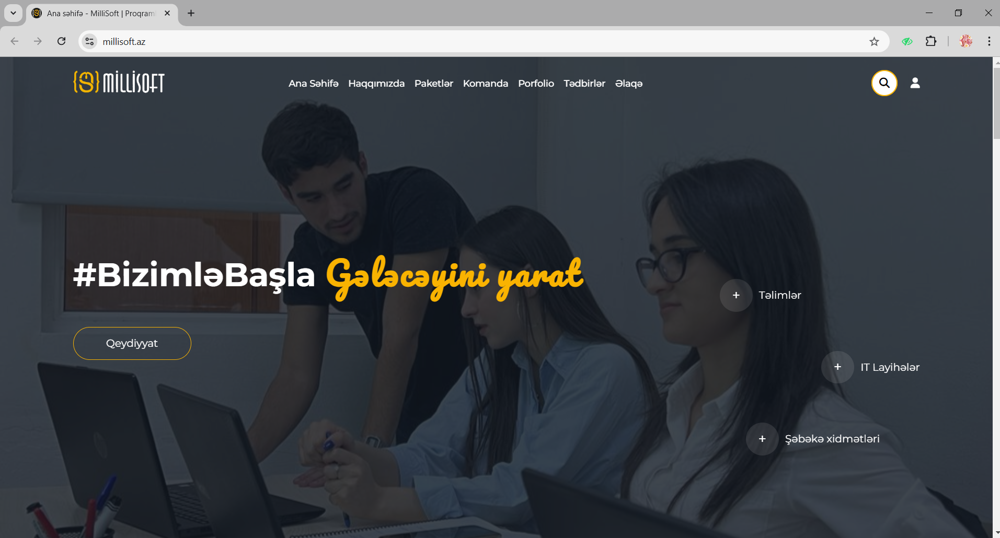 Ana səhifə - MilliSoft | Proqraml
millisoft.az
MILLISOFT
Ana Səhifə Haqqımızda Paketlər Komanda Porfolio Tədbirlər Əlaqə
#BizimləBaşla Gələcəyini yarat
+ Təlimlər
Qeydiyyat
+ IT Layihələr
+ Şəbəkə xidmətləri